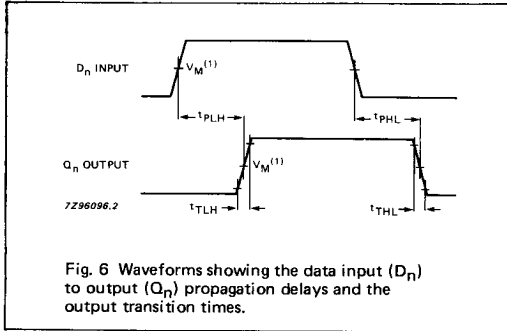 Dn INPUT
VM(1)
tPLH
tPHL
Qn OUTPUT
VM(1)
7Z96096.2
tTLH
tTHL
Fig. 6 Waveforms showing the data input (Dn)
to output (Qn) propagation delays and the
output transition times.